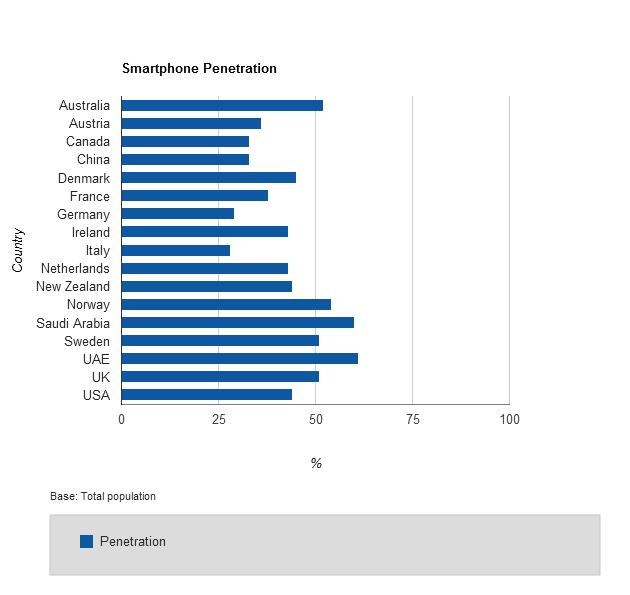 Smartphone Penetration
Country
Australia
Austria
Canada
China
Denmark
France
Germany
Ireland
Italy
Netherlands
New Zealand
Norway
Saudi Arabia
Sweden
UAE
UK
USA
0 25 50 75 100
%
Base: Total population
Penetration